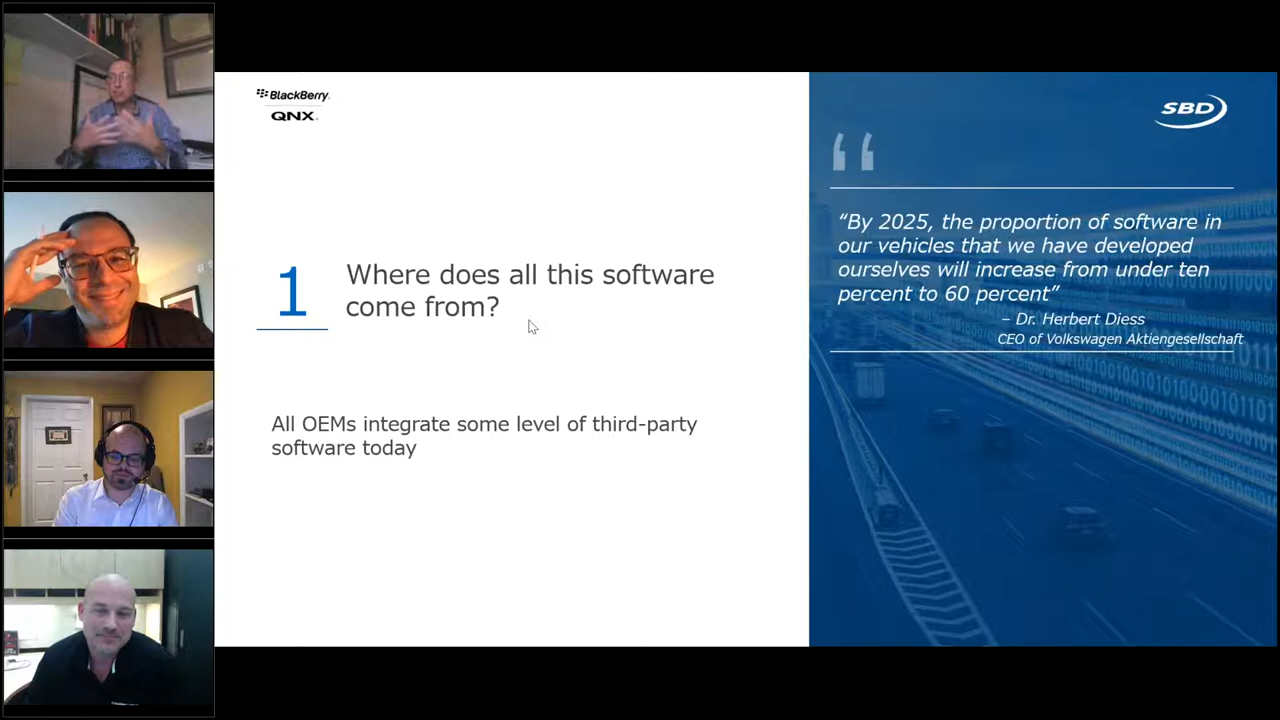 BlackBerry
QNX
SBD
1
Where does all this software
come from?
All OEMs integrate some level of third-party
software today
“By 2025, the proportion of software in
our vehicles that we have developed
ourselves will increase from under ten
percent to 60 percent”
– Dr. Herbert Diess
CEO of Volkswagen Aktiengesellschaft